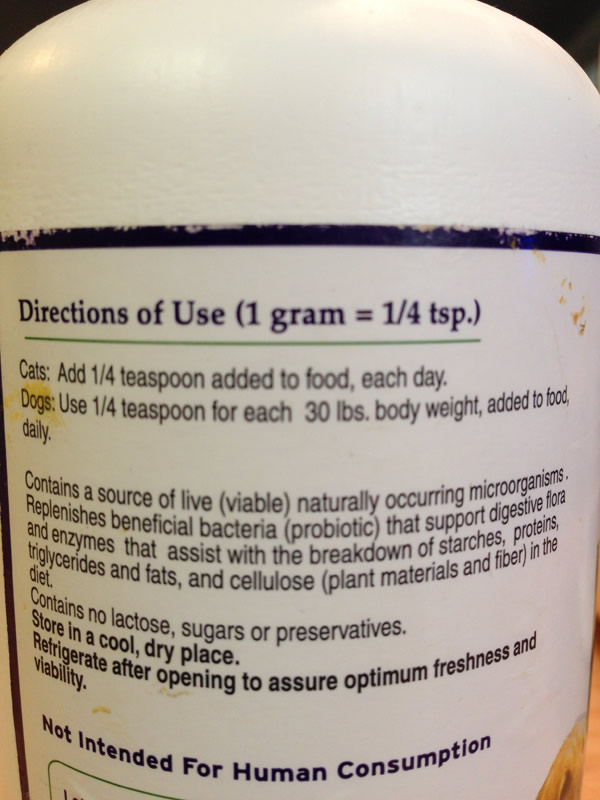 Directions of Use (1 gram = 1/4 tsp.)
Cats: Add 1/4 teaspoon added to food, each day.
Dogs: Use 1/4 teaspoon for each 30 lbs. body weight, added to food,
daily.
Contains a source of live (viable) naturally occurring microorganisms.
Replenishes beneficial bacteria (probiotic) that support digestive flora
and enzymes that assist with the breakdown of starches, proteins,
triglycerides and fats, and cellulose (plant materials and fiber) in the
diet.
Contains no lactose, sugars or preservatives.
Store in a cool, dry place.
Refrigerate after opening to assure optimum freshness and
viability.
Not Intended For Human Consumption